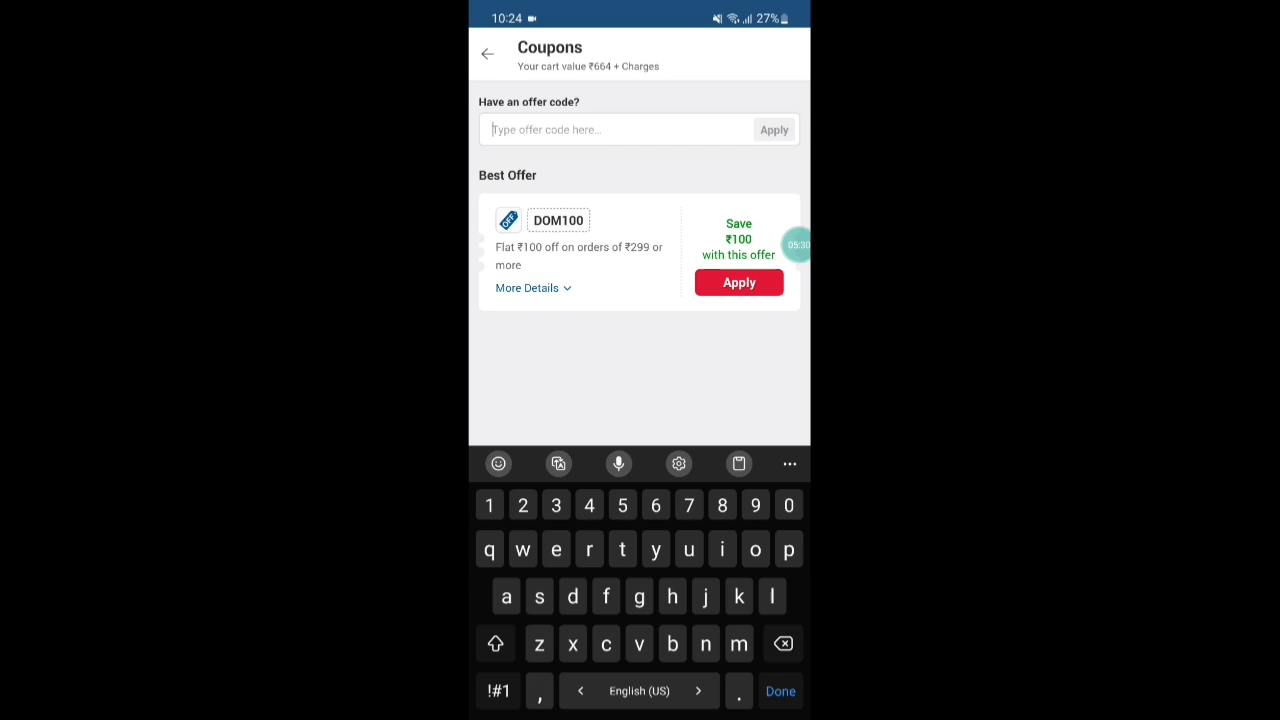 10:24 27%
Coupons
Your cart value ₹664 + Charges
Have an offer code?
Type offer code here... Apply
Best Offer
OFF DOM100
Flat ₹100 off on orders of ₹299 or
more
More Details
Save
₹100
with this offer
Apply
05:30
1 2 3 4 5 6 7 8 9 0
q w e r t y u i o p
a s d f g h j k l
z x c v b n m
!#1 , < English (US) > . Done